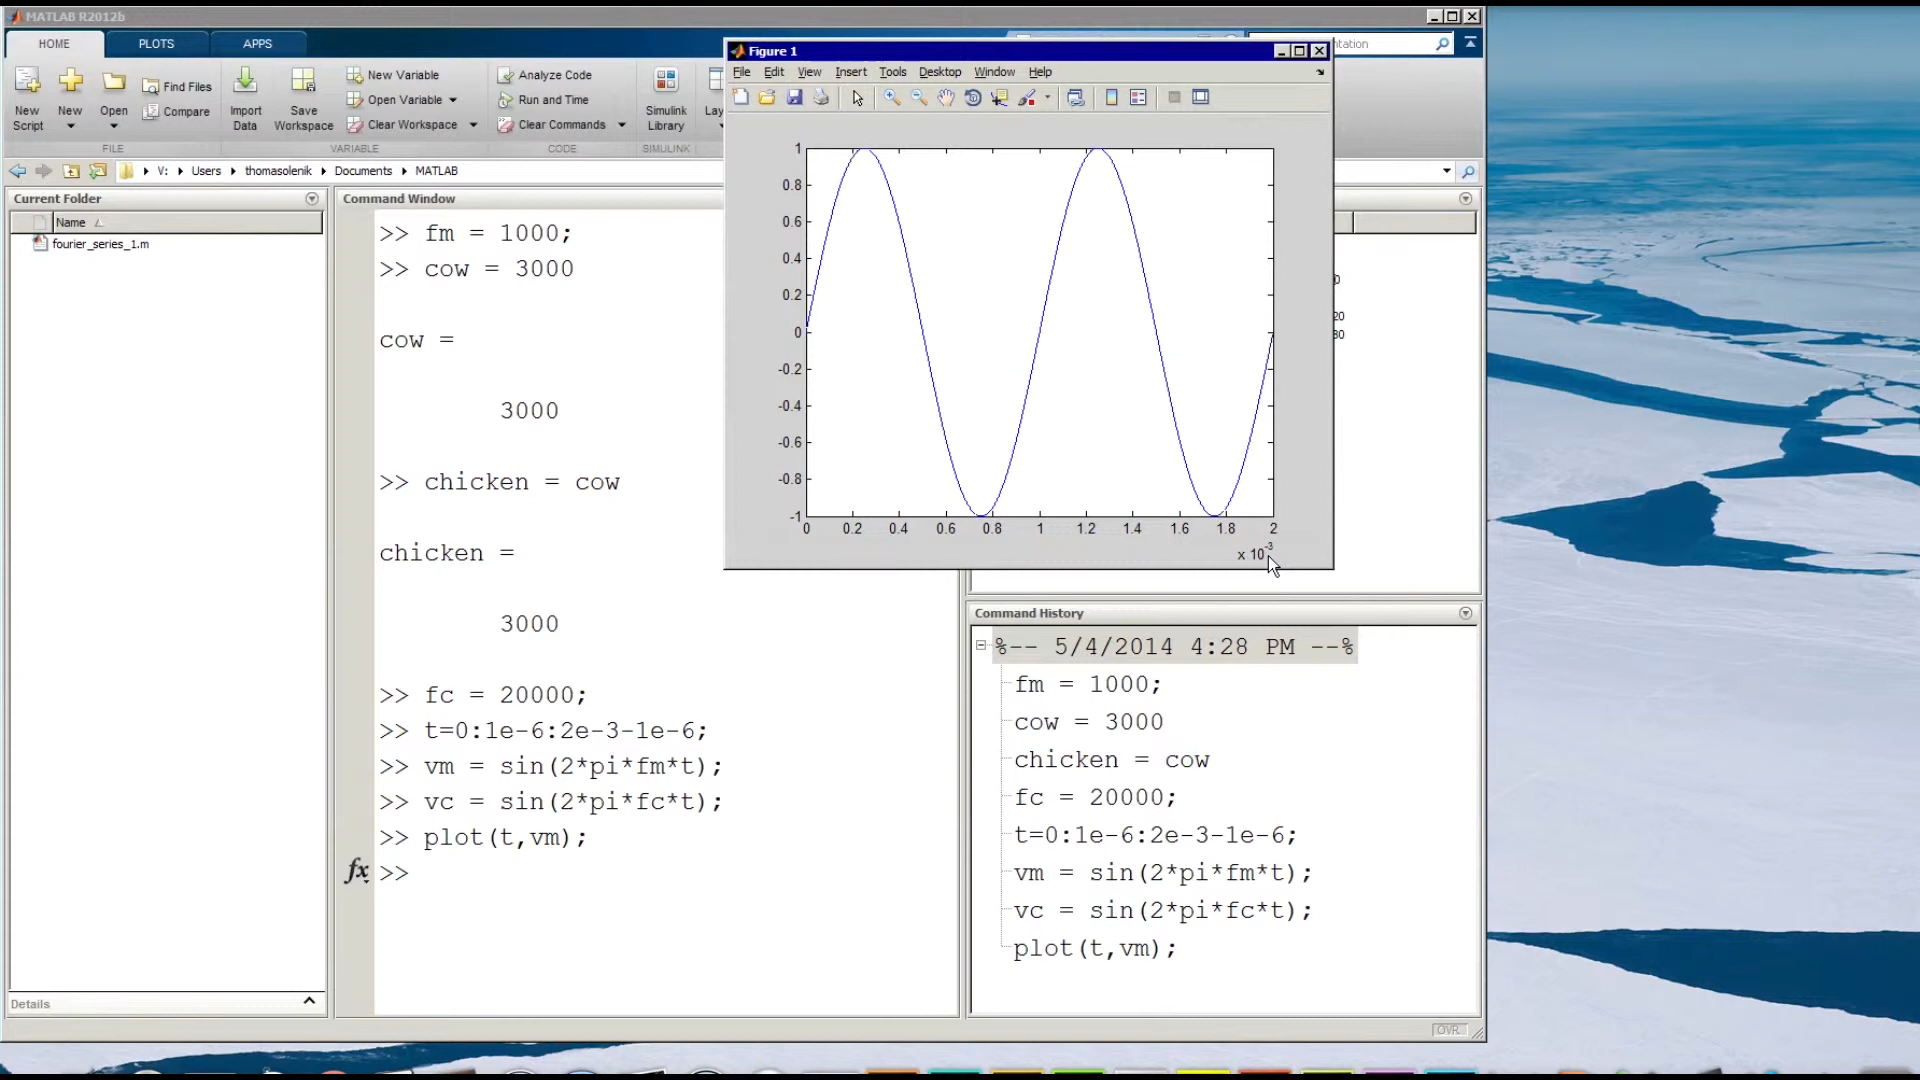 MATLAB R2012b
HOME
PLOTS
APPS
ntation
New
Script
New
Open
Find Files
Compare
Import
Data
Save
Workspace
New Variable
Open Variable
Clear Workspace
Analyze Code
Run and Time
Clear Commands
Simulink
Library
Lay
FILE
VARIABLE
CODE
SIMULINK
V:
Users
thomasolenik
Documents
MATLAB
Current Folder
Name
fourier_series_1.m
Details
Command Window
>> fm = 1000;
>> cow = 3000
cow =
3000
>> chicken = cow
chicken =
3000
>> fc = 20000;
>> t=0:1e-6:2e-3-1e-6;
>> vm = sin(2*pi*fm*t);
>> vc = sin(2*pi*fc*t);
>> plot(t,vm);
fx >>
Figure 1
File Edit View Insert Tools Desktop Window Help
1
0.8
0.6
0.4
0.2
0
-0.2
-0.4
-0.6
-0.8
-1
0 0.2 0.4 0.6 0.8 1 1.2 1.4 1.6 1.8 2
x 10-3
0
20
80
Command History
%-- 5/4/2014 4:28 PM --%
fm = 1000;
cow = 3000
chicken = cow
fc = 20000;
t=0:1e-6:2e-3-1e-6;
vm = sin(2*pi*fm*t);
vc = sin(2*pi*fc*t);
plot(t,vm);
OVR